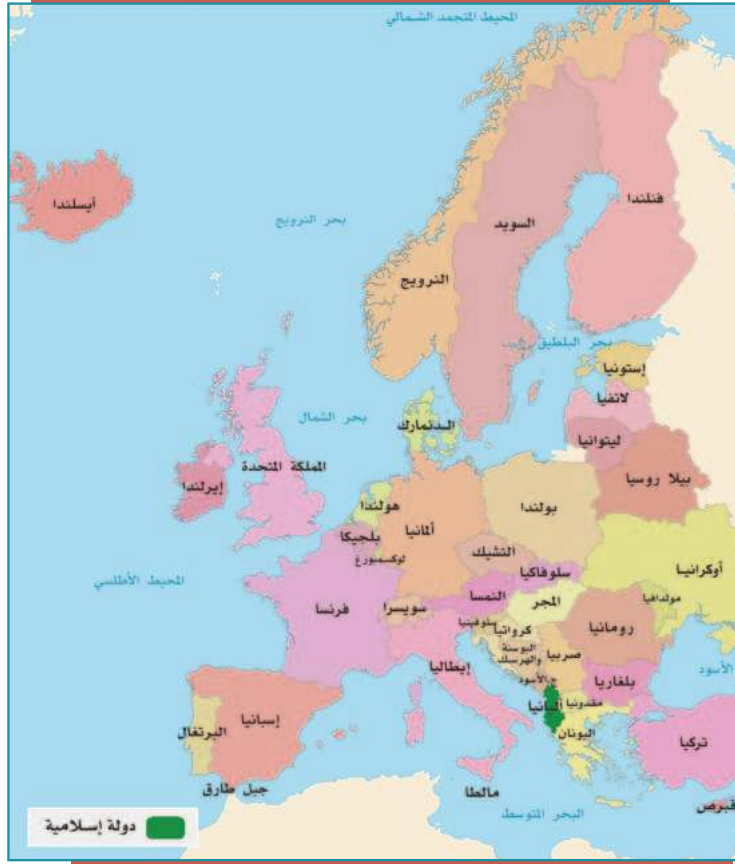 المحيط المتجمد الشمالي
أيسلندا
فنلندا
السويد
بحر النرويج
النرويج
بحر البلطيق
إستونيا
لاتفيا
بحر الشمال
الدنمارك
ليتوانيا
المملكة المتحدة
بيلا روسيا
إيرلندا
هولندا
بولندا
ألمانيا
بلجيكا
التشيك
لوكسمبورغ
أوكرانيا
سلوفاكيا
المحيط الأطلسي
النمسا
مولدافيا
المجر
فرنسا
سويسرا
سلوفينيا
كرواتيا
رومانيا
البوسنة
والهرسك
صربيا
إيطاليا
الأسود
ج.الأسود
بلغاريا
مقدونيا
ألبانيا
إسبانيا
البرتغال
اليونان
تركيا
جبل طارق
مالطا
قبرص
البحر المتوسط
دولة إسلامية